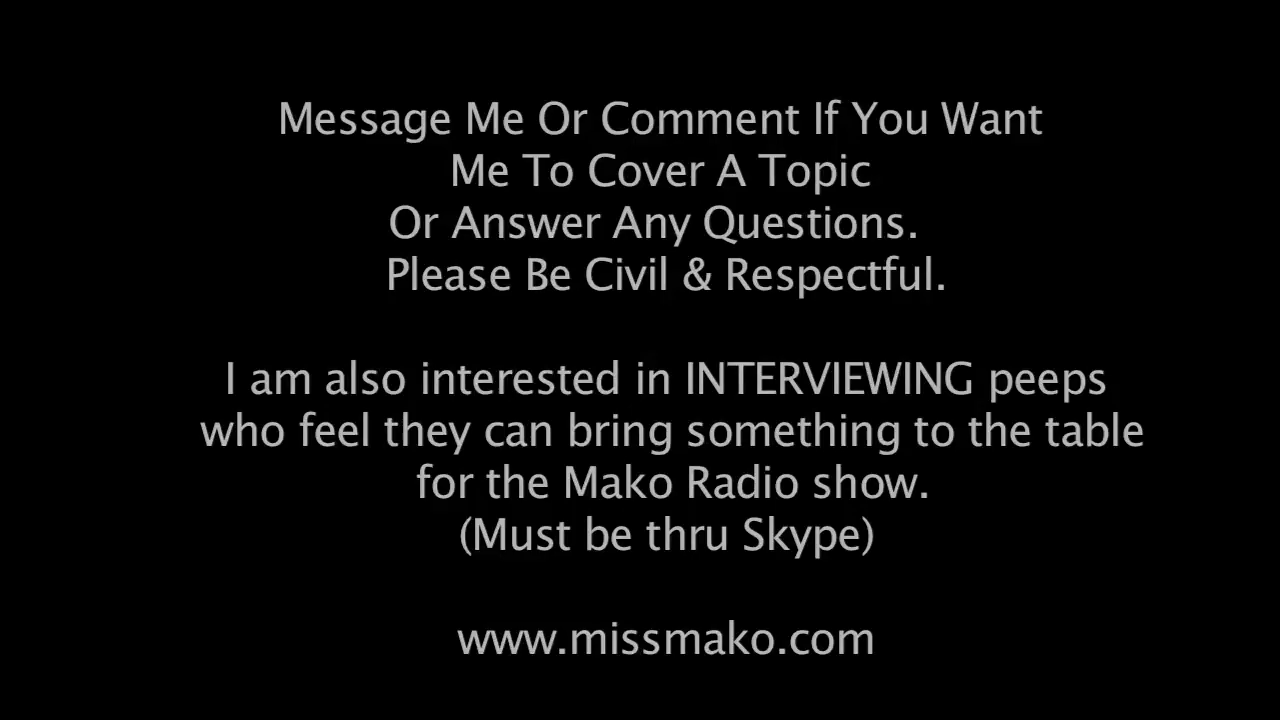 Message Me Or Comment If You Want
Me To Cover A Topic
Or Answer Any Questions.
Please Be Civil & Respectful.
I am also interested in INTERVIEWING peeps
who feel they can bring something to the table
for the Mako Radio show.
(Must be thru Skype)
www.missmako.com